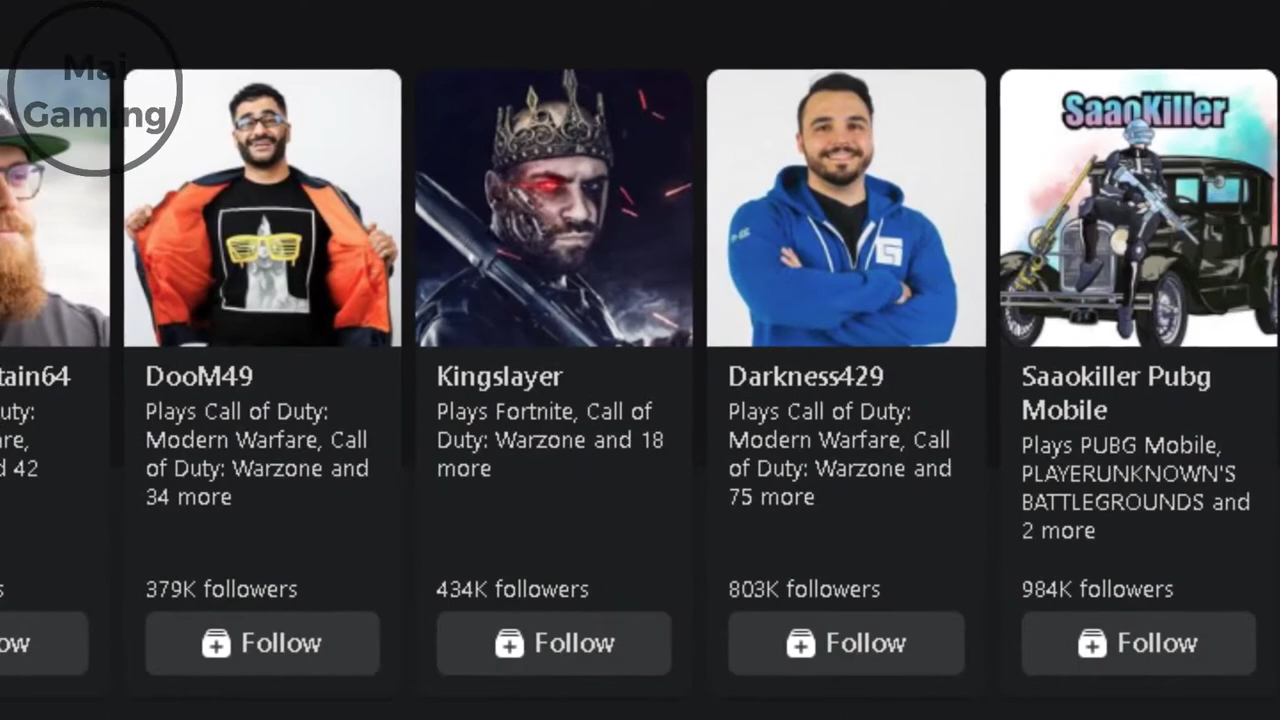 Mai
Gaming
SaaoKiller
tain64
uty:
re,
d 42
s
ow
DooM49
Plays Call of Duty:
Modern Warfare, Call
of Duty: Warzone and
34 more
379K followers
Follow
Kingslayer
Plays Fortnite, Call of
Duty: Warzone and 18
more
434K followers
Follow
Darkness429
Plays Call of Duty:
Modern Warfare, Call
of Duty: Warzone and
75 more
803K followers
Follow
Saaokiller Pubg
Mobile
Plays PUBG Mobile,
PLAYERUNKNOWN'S
BATTLEGROUNDS and
2 more
984K followers
Follow